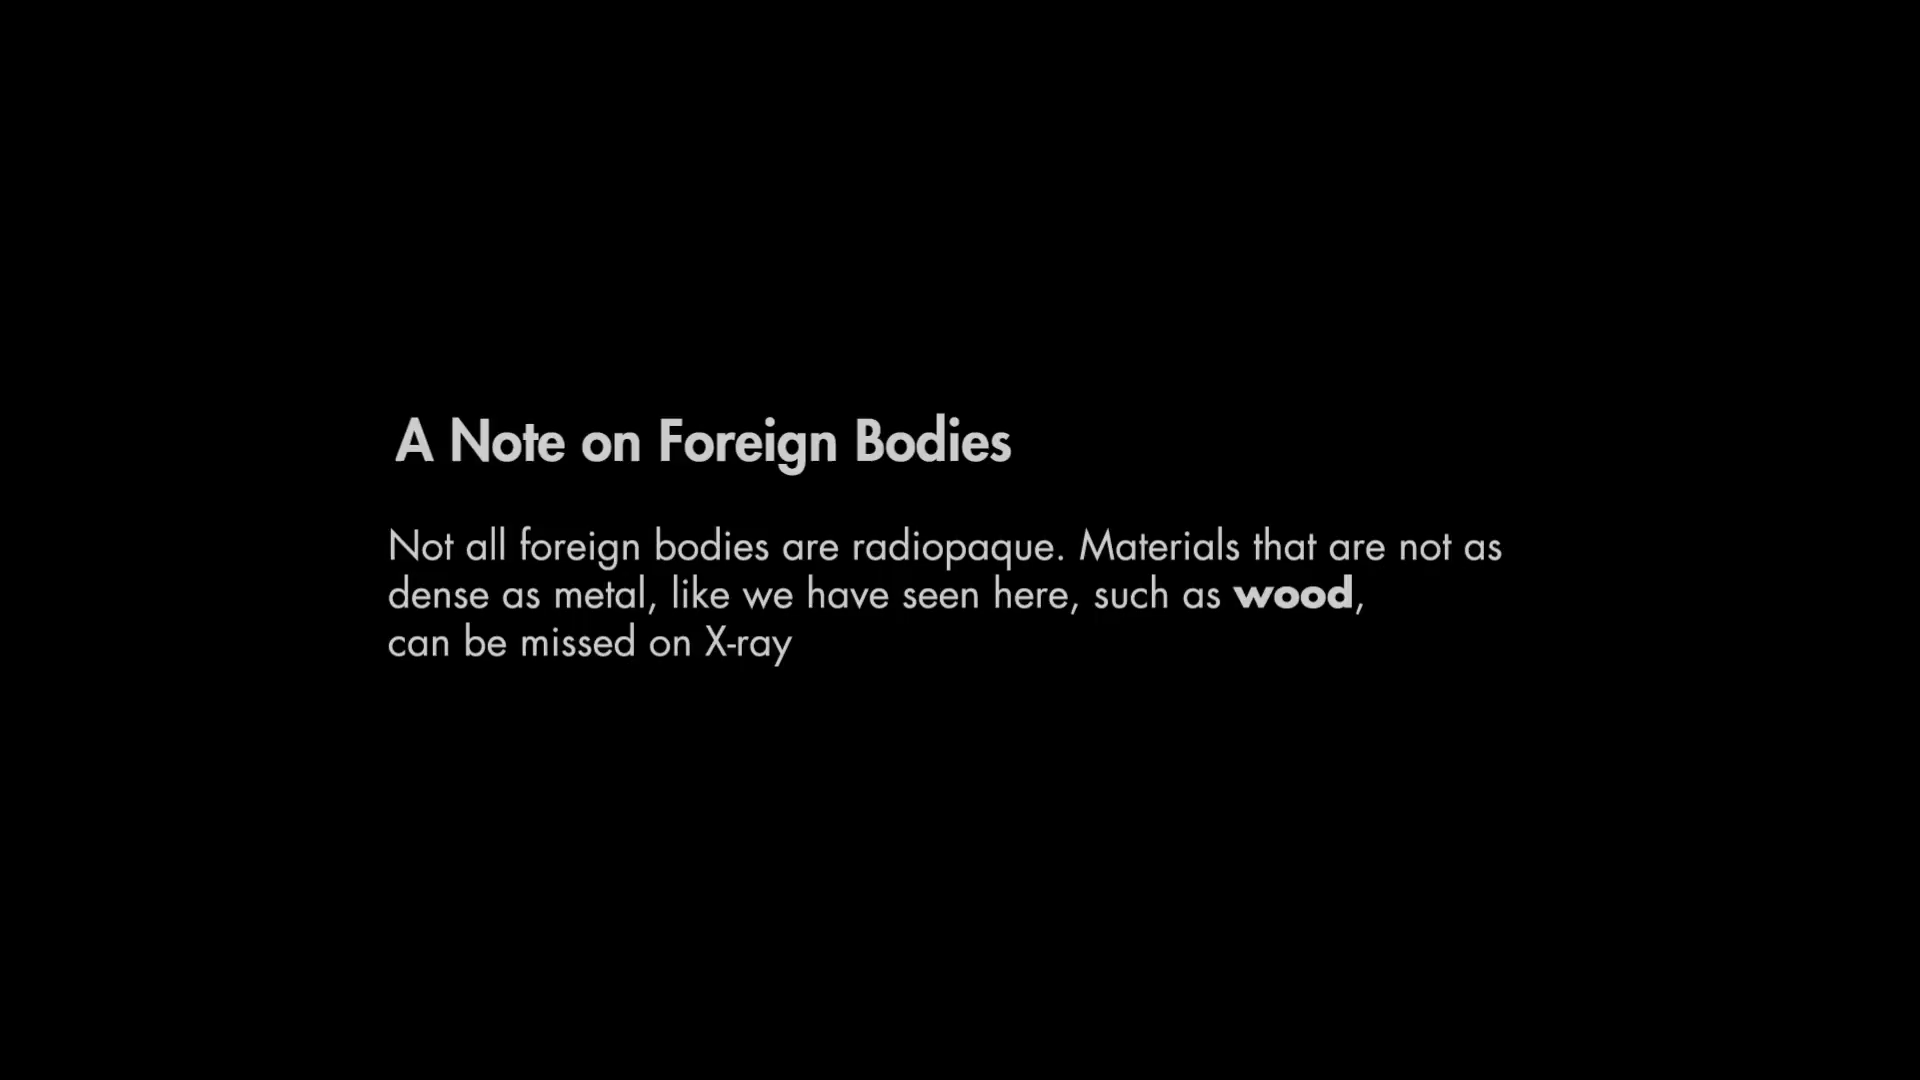 A Note on Foreign Bodies
Not all foreign bodies are radiopaque. Materials that are not as
dense as metal, like we have seen here, such as wood,
can be missed on X-ray